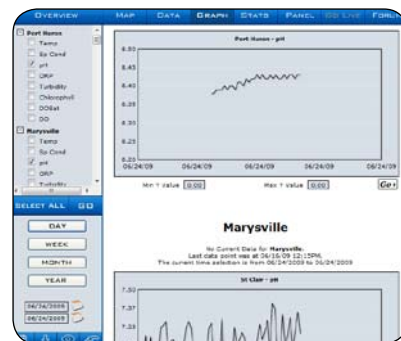 OVERVIEW MAP DATA GRAPH STATS PANEL GO LIVE FORUM
Port Huron
Temp
Sp Cond
pH
ORP
Turbidity
Chlorophyll
DOSat
DO
Marysville
Temp
Sp Cond
pH
ORP
Turbidity
SELECT ALL GO
DAY
WEEK
MONTH
YEAR
06/24/2009
06/24/2009
Port Huron - pH
8.50
8.45
8.40
8.35
8.30
8.25
8.20
06/24/09 06/24/09 06/24/09 06/24/09 06/24/09
Min Y Value 0.00 Max Y Value 0.00 Go
Marysville
No Current Data for Marysville.
Last data point was at 06/16/09 12:15PM.
The current time selection is from 06/24/2009 to 06/24/2009
St Clair - pH
7.50